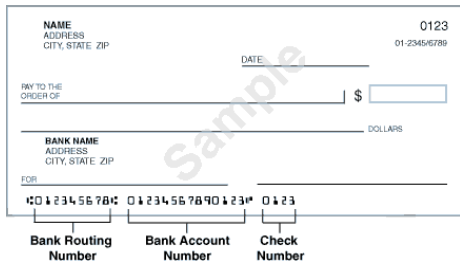 NAME
ADDRESS
CITY, STATE ZIP
0123
01-2345/6789
DATE
PAY TO THE
ORDER OF
$
DOLLARS
Sample
BANK NAME
ADDRESS
CITY, STATE ZIP
FOR
⑆012345678⑆ 01234567890123⑈ 0123
Bank Routing
Number
Bank Account
Number
Check
Number